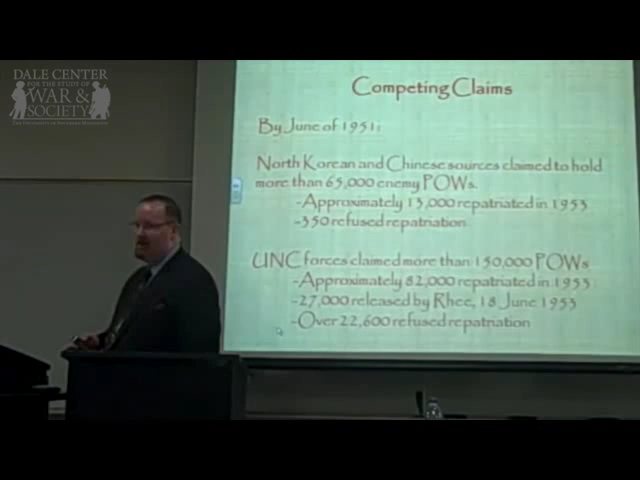 DALE CENTER
FOR THE STUDY OF
WAR &
SOCIETY
THE UNIVERSITY OF SOUTHERN MISSISSIPPI
Competing Claims
By June of 1951:
North Korean and Chinese sources claimed to hold
more than 65,000 enemy POWs.
-Approximately 13,000 repatriated in 1953
-350 refused repatriation
UNC forces claimed more than 150,000 POWs
-Approximately 82,000 repatriated in 1953
-27,000 released by Rhee, 18 June 1953
-Over 22,600 refused repatriation